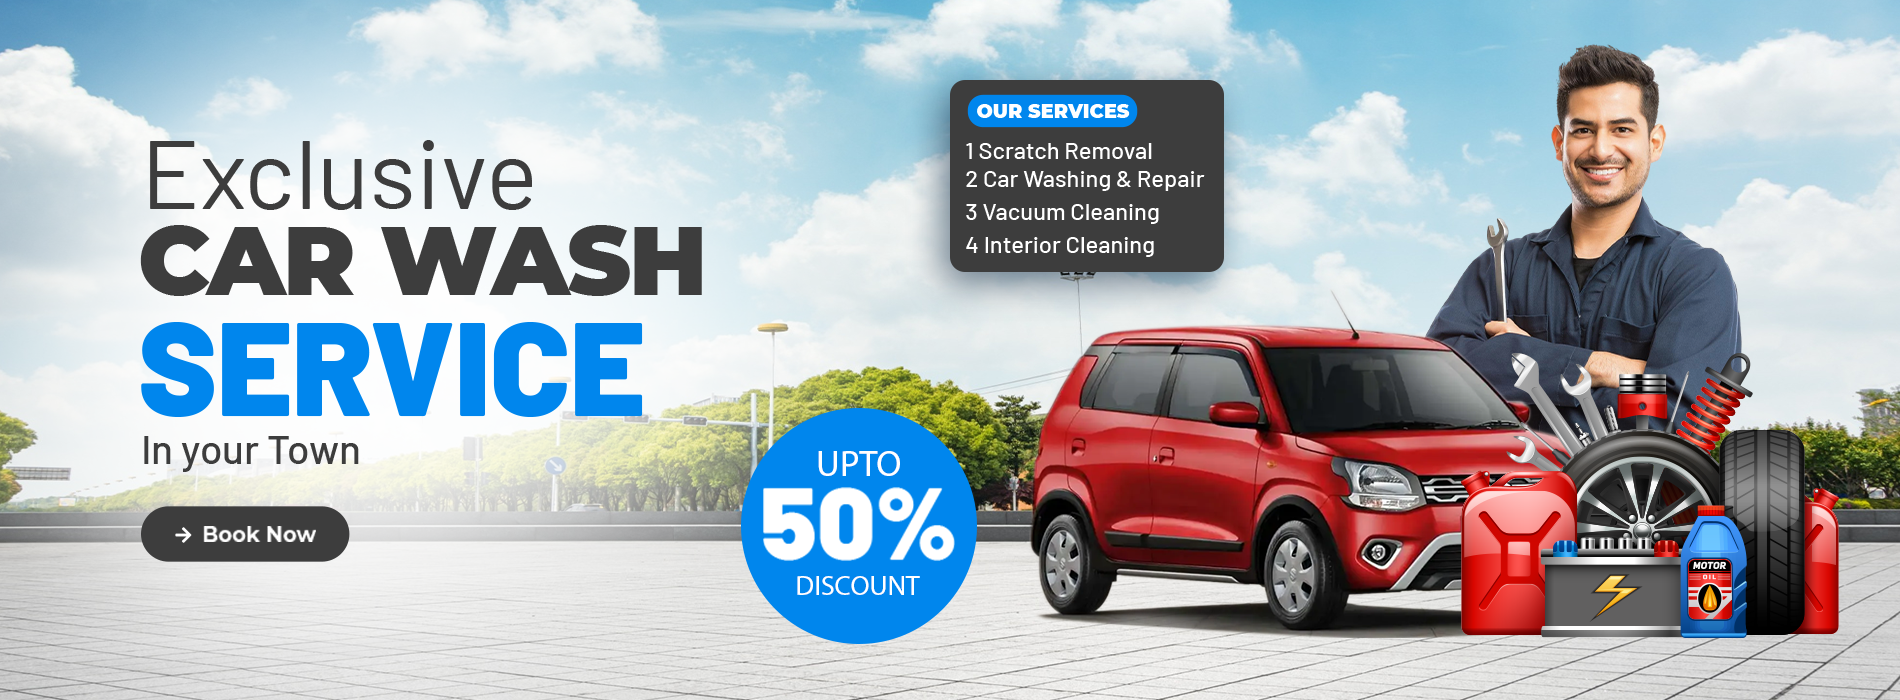 Exclusive
CAR WASH
SERVICE
In your Town
→ Book Now
UPTO
50%
DISCOUNT
OUR SERVICES
1 Scratch Removal
2 Car Washing & Repair
3 Vacuum Cleaning
4 Interior Cleaning
MOTOR
OIL